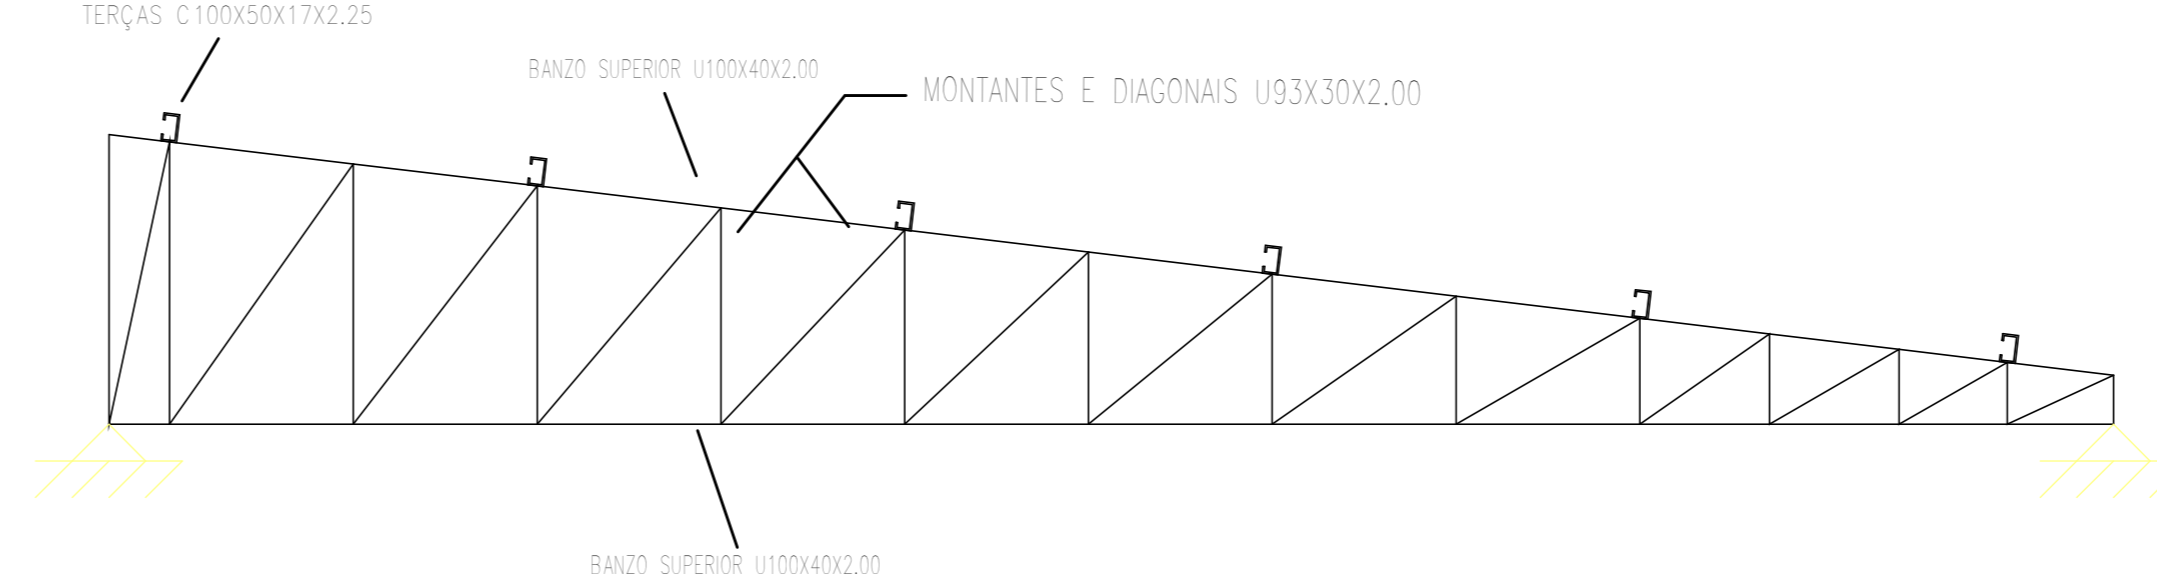 TERÇAS C100X50X17X2.25
BANZO SUPERIOR U100X40X2.00
MONTANTES E DIAGONAIS U93X30X2.00
BANZO SUPERIOR U100X40X2.00